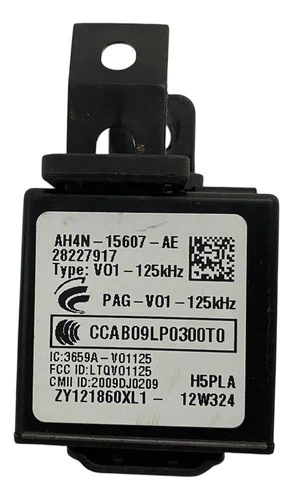 AH4N-15607-AE
28227917
Type: V01-125kHz
PAG-V01-125kHz
CCAB09LP0300T0
IC:3659A-V01125
FCC ID:LTQV01125
CMII ID:2009DJ0209 H5PLA
ZY121860XL1- 12W324